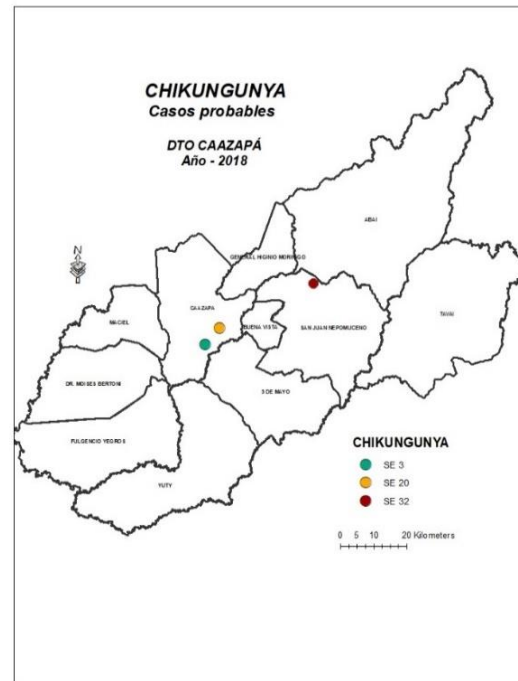 CHIKUNGUNYA
Casos probables
DTO CAAZAPÁ
Año - 2018
ABAI
N
GENERAL HIGINIO MORINIGO
CAAZAPA
TAVAI
MACIEL
BUENA VISTA
SAN JUAN NEPOMUCENO
DR. MOISES BERTONI
3 DE MAYO
FULGENCIO YEGROS
YUTY
CHIKUNGUNYA
SE 3
SE 20
SE 32
0 5 10 20 Kilometers